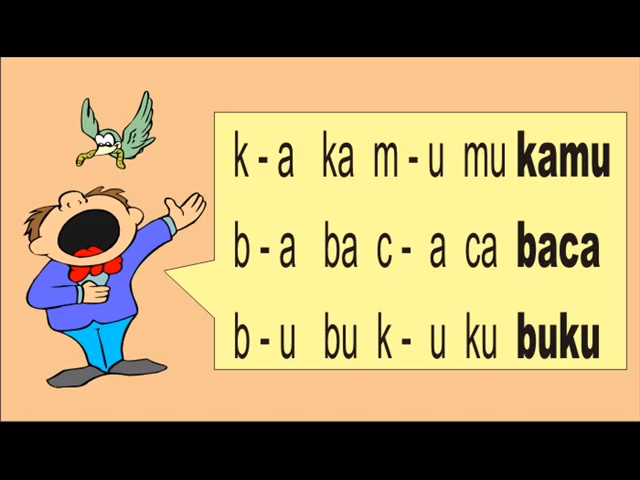 k - a ka m - u mu kamu
b - a ba c - a ca baca
b - u bu k - u ku buku